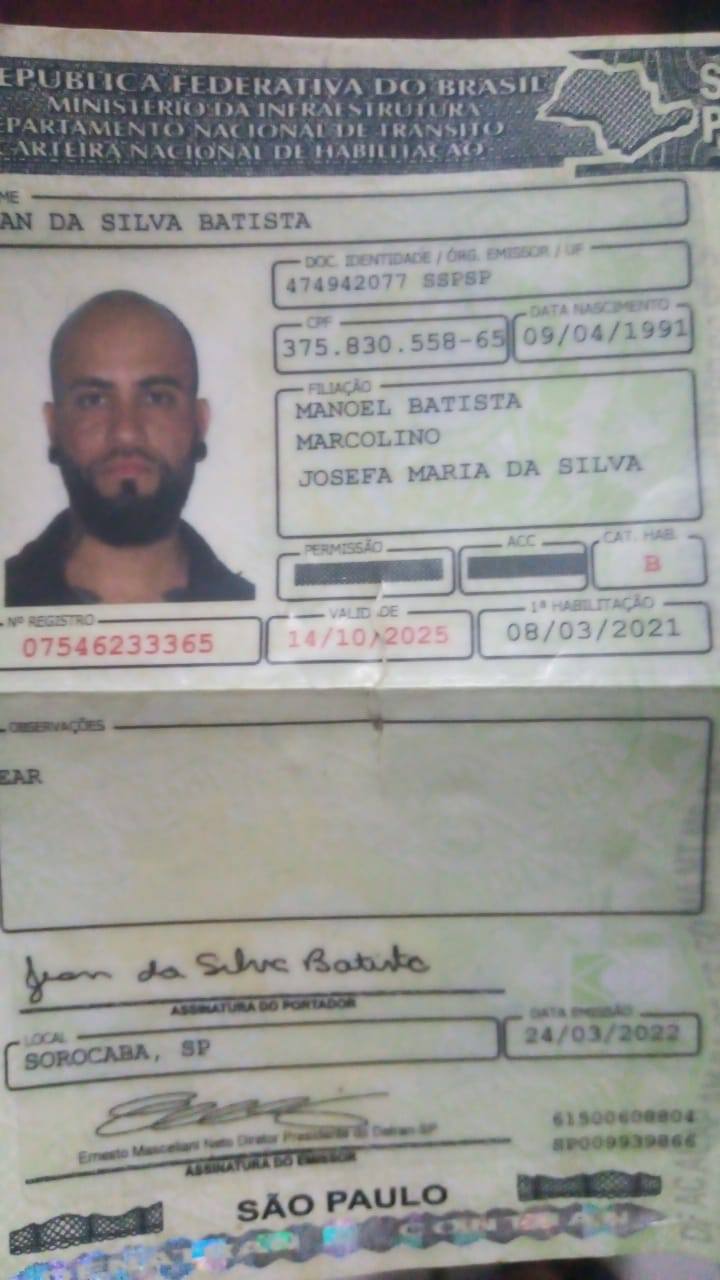 EPUBLICA FEDERATIVA DO BRASIL
MINISTERIO DA INFRAESTRUTURA
EPARTAMENTO NACIONAL DE TRANSITO
CARTEIRA NACIONAL DE HABILITAÇÃO
S
P
ME
AN DA SILVA BATISTA
DOC. IDENTIDADE / ÓRG. EMISSOR / UF
474942077 SSPSP
CPF
375.830.558-65
DATA NASCIMENTO
09/04/1991
FILIAÇÃO
MANOEL BATISTA
MARCOLINO
JOSEFA MARIA DA SILVA
PERMISSÃO
ACC
CAT. HAB.
B
Nº REGISTRO
07546233365
VALIDADE
14/10/2025
1ª HABILITAÇÃO
08/03/2021
OBSERVAÇÕES
EAR
Jean da Silva Batista
ASSINATURA DO PORTADOR
LOCAL
SOROCABA, SP
DATA EMISSÃO
24/03/2022
Ernesto Mascellani Neto Diretor Presidente do Detran-SP
ASSINATURA DO EMISSOR
61500608804
SP009939866
SÃO PAULO
CONTRAN